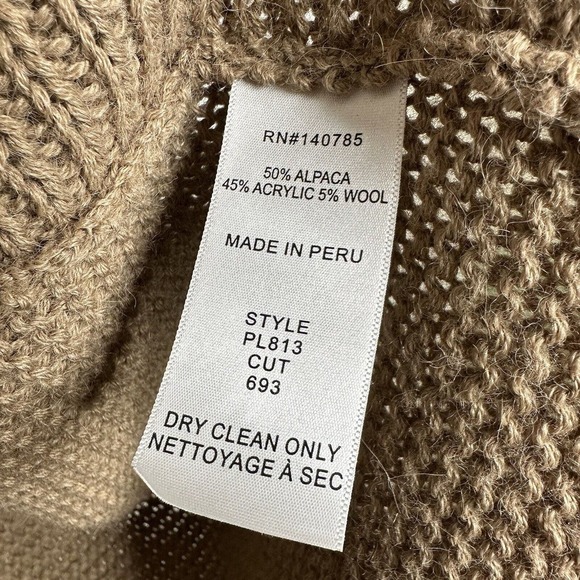 RN#140785
50% ALPACA
45% ACRYLIC 5% WOOL
MADE IN PERU
STYLE
PL813
CUT
693
DRY CLEAN ONLY
NETTOYAGE À SEC